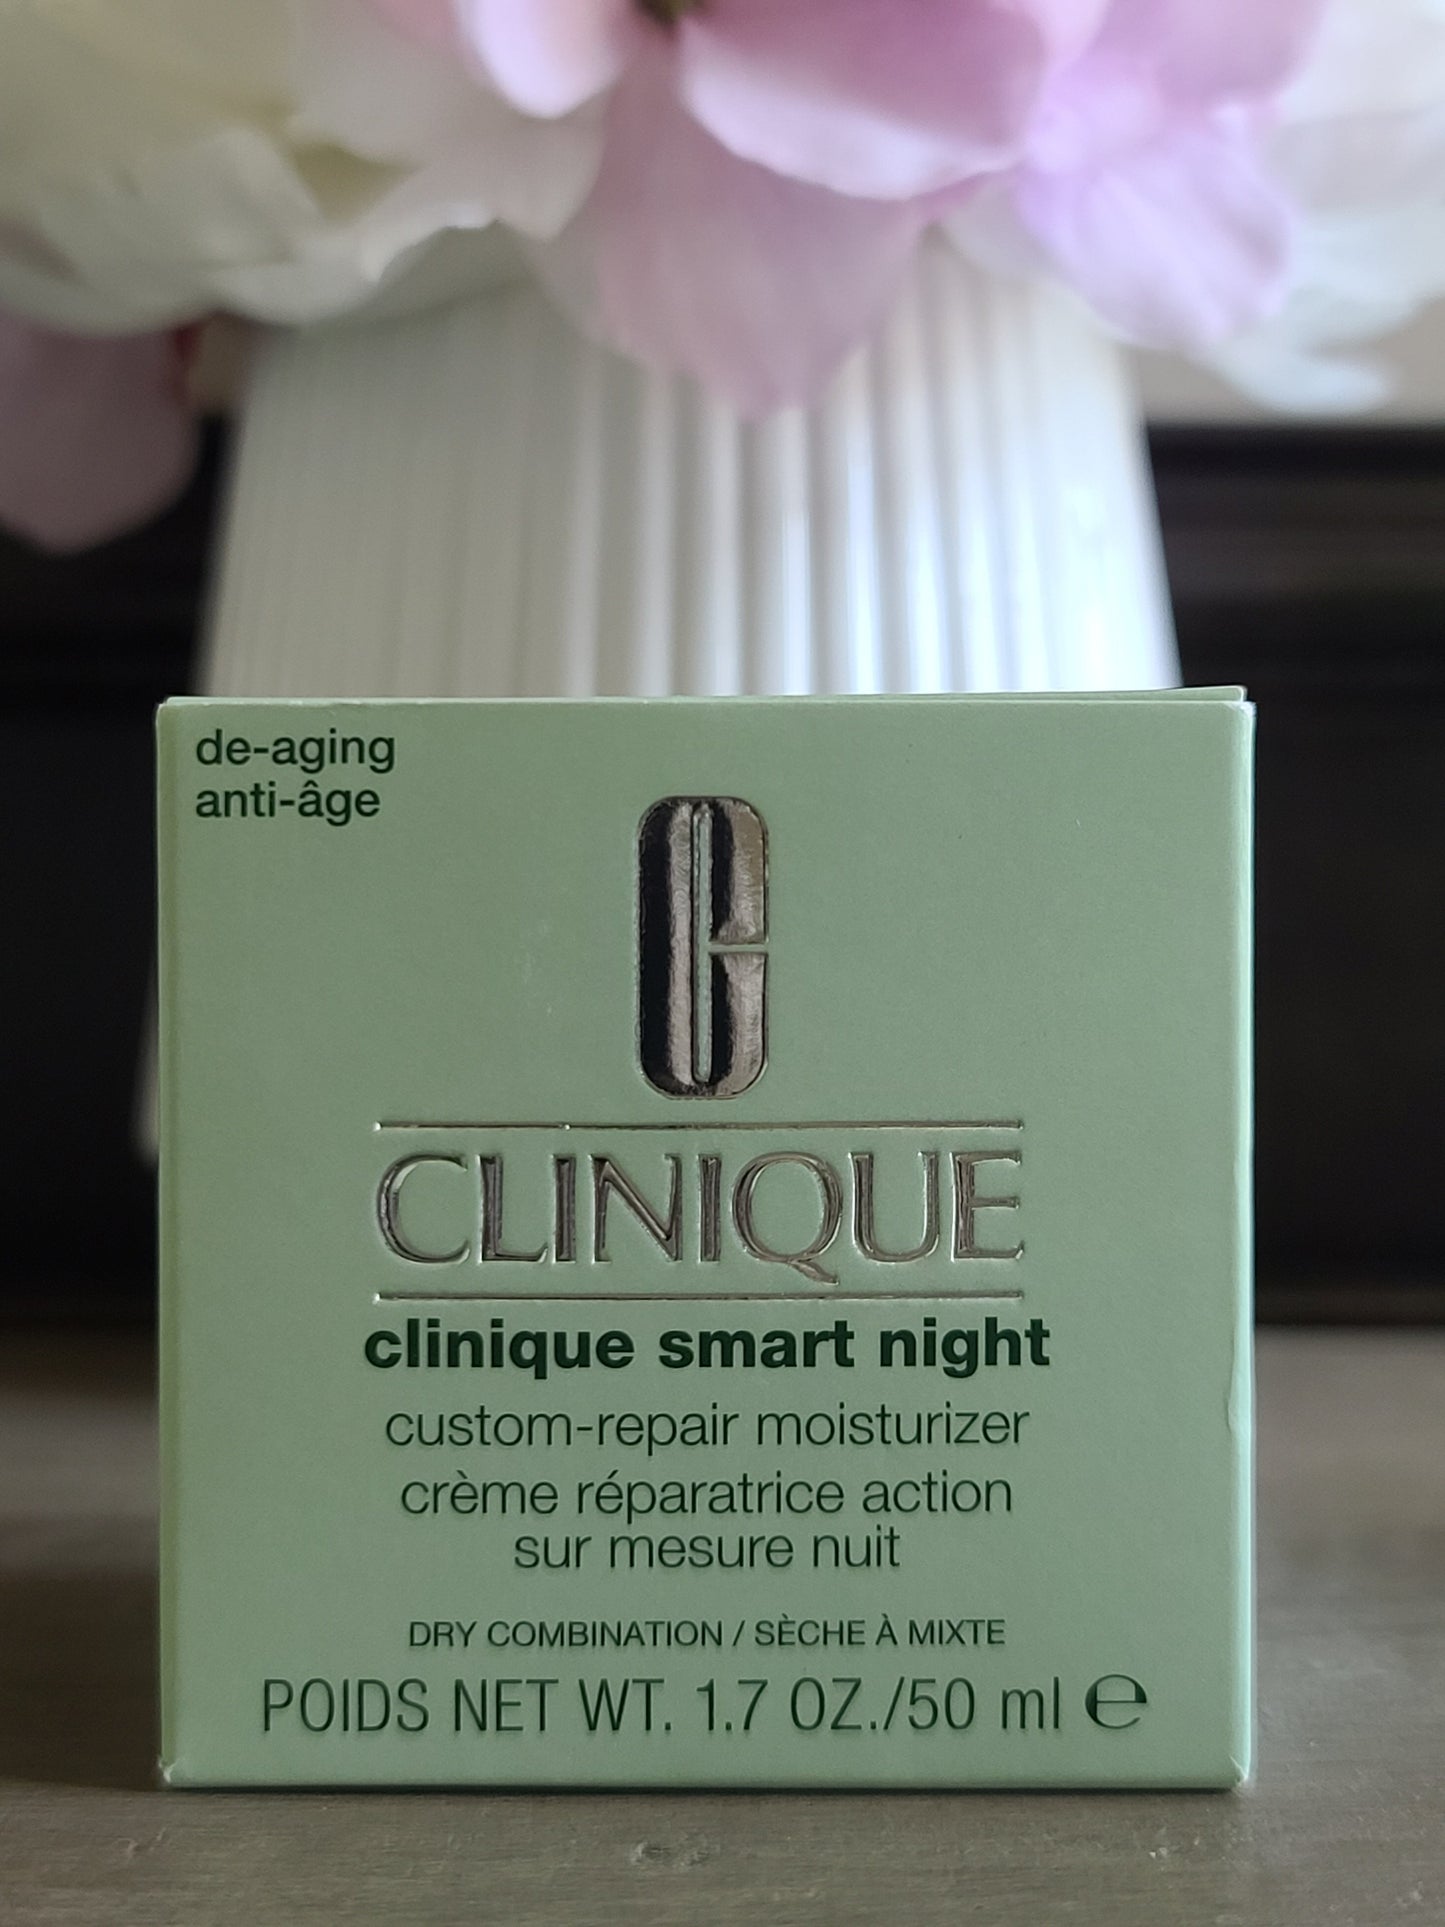 de-aging
anti-âge
C
CLINIQUE
clinique smart night
custom-repair moisturizer
crème réparatrice action
sur mesure nuit
DRY COMBINATION / SÈCHE À MIXTE
POIDS NET WT. 1.7 OZ./50 ml ℮